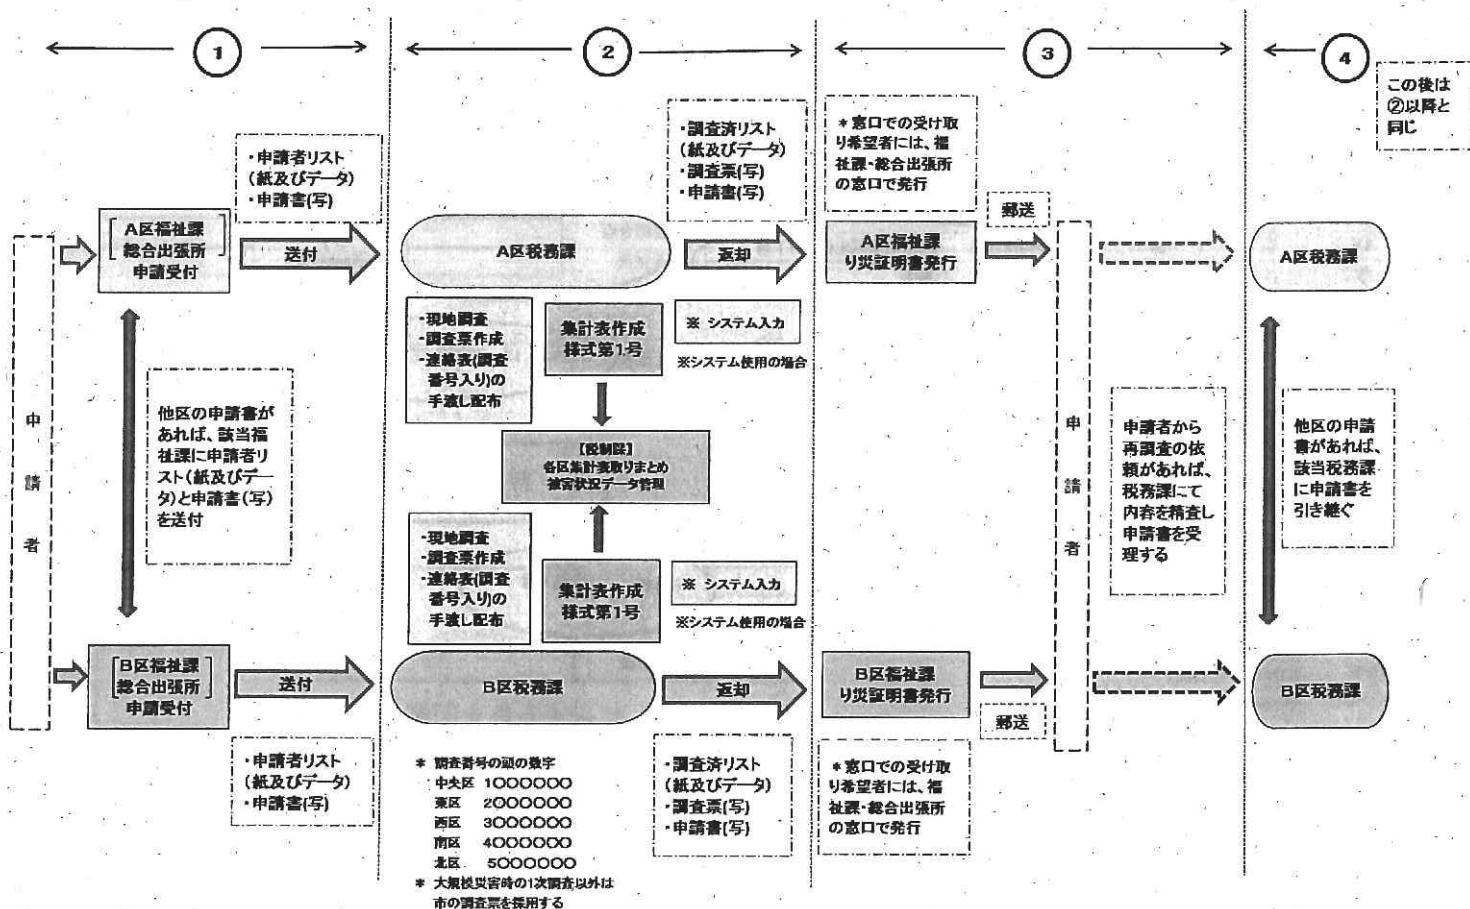 ①
②
③
④
この後は
②以降と
同じ
・申請者リスト
(紙及びデータ)
・申請書(写)
・調査済リスト
(紙及びデータ)
・調査票(写)
・申請書(写)
＊窓口での受け取
り希望者には、福
祉課・総合出張所
の窓口で発行
A区福祉課
総合出張所
申請受付
送付
A区税務課
返却
A区福祉課
り災証明書発行
郵送
A区税務課
・現地調査
・調査票作成
・連絡表(調査
番号入り)の
手渡し配布
集計表作成
様式第1号
※ システム入力
※システム使用の場合
申請者
他区の申請書が
あれば、該当福
祉課に申請者リ
スト(紙及びデー
タ)と申請書(写)
を送付
【税制課】
各区集計表取りまとめ
被害状況データ管理
申請者
申請者から
再調査の依
頼があれば、
税務課にて
内容を精査し
申請書を受
理する
他区の申請
書があれば、
該当税務課
に申請書を
引き継ぐ
・現地調査
・調査票作成
・連絡表(調査
番号入り)の
手渡し配布
集計表作成
様式第1号
※ システム入力
※システム使用の場合
B区福祉課
総合出張所
申請受付
送付
B区税務課
返却
B区福祉課
り災証明書発行
郵送
B区税務課
・申請者リスト
(紙及びデータ)
・申請書(写)
＊ 調査番号の頭の数字
中央区 1〇〇〇〇〇〇
東区 2〇〇〇〇〇〇
西区 3〇〇〇〇〇〇
南区 4〇〇〇〇〇〇
北区 5〇〇〇〇〇〇
＊ 大規模災害時の1次調査以外は
市の調査票を採用する
・調査済リスト
(紙及びデータ)
・調査票(写)
・申請書(写)
＊窓口での受け取
り希望者には、福
祉課・総合出張所
の窓口で発行